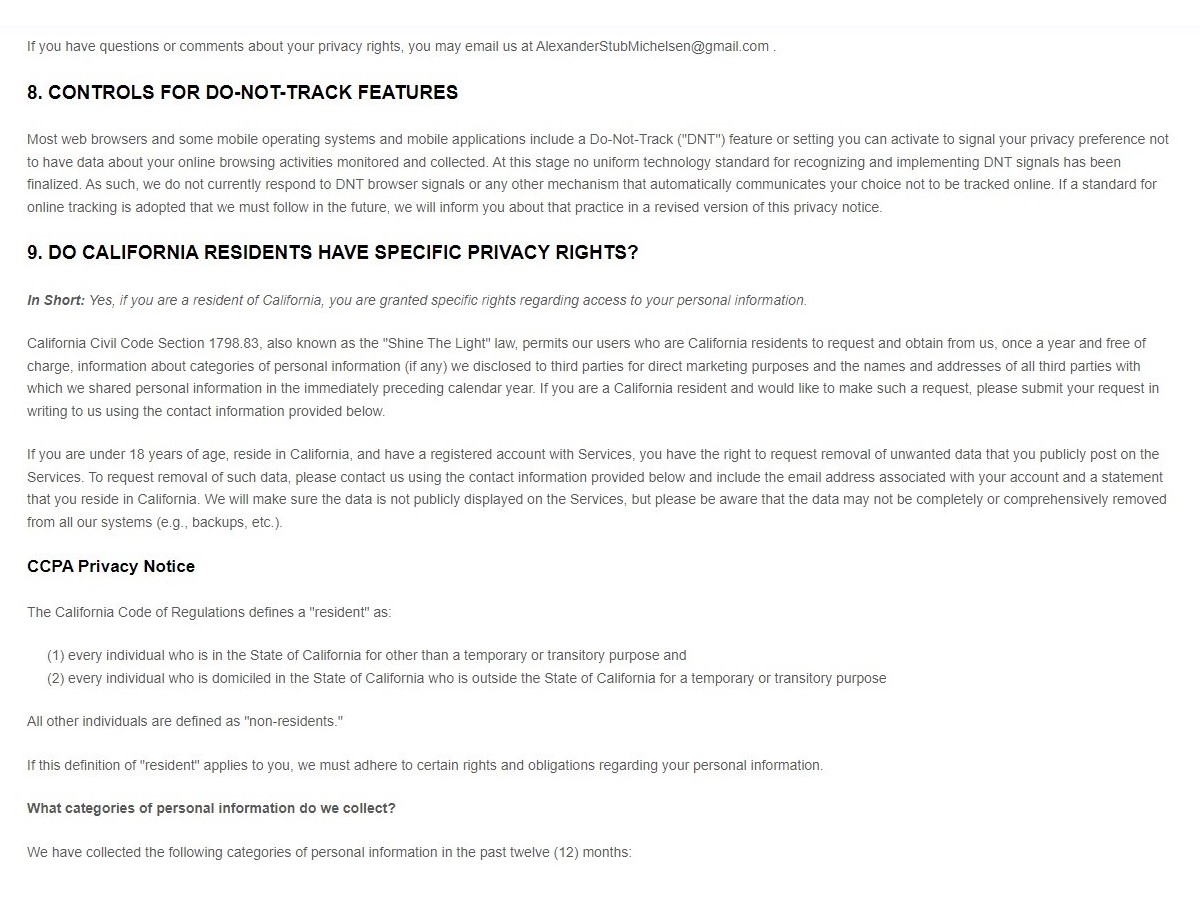 If you have questions or comments about your privacy rights, you may email us at AlexanderStubMichelsen@gmail.com .
8. CONTROLS FOR DO-NOT-TRACK FEATURES
Most web browsers and some mobile operating systems and mobile applications include a Do-Not-Track ("DNT") feature or setting you can activate to signal your privacy preference not
to have data about your online browsing activities monitored and collected. At this stage no uniform technology standard for recognizing and implementing DNT signals has been
finalized. As such, we do not currently respond to DNT browser signals or any other mechanism that automatically communicates your choice not to be tracked online. If a standard for
online tracking is adopted that we must follow in the future, we will inform you about that practice in a revised version of this privacy notice.
9. DO CALIFORNIA RESIDENTS HAVE SPECIFIC PRIVACY RIGHTS?
In Short: Yes, if you are a resident of California, you are granted specific rights regarding access to your personal information.
California Civil Code Section 1798.83, also known as the "Shine The Light" law, permits our users who are California residents to request and obtain from us, once a year and free of
charge, information about categories of personal information (if any) we disclosed to third parties for direct marketing purposes and the names and addresses of all third parties with
which we shared personal information in the immediately preceding calendar year. If you are a California resident and would like to make such a request, please submit your request in
writing to us using the contact information provided below.
If you are under 18 years of age, reside in California, and have a registered account with Services, you have the right to request removal of unwanted data that you publicly post on the
Services. To request removal of such data, please contact us using the contact information provided below and include the email address associated with your account and a statement
that you reside in California. We will make sure the data is not publicly displayed on the Services, but please be aware that the data may not be completely or comprehensively removed
from all our systems (e.g., backups, etc.).
CCPA Privacy Notice
The California Code of Regulations defines a "resident" as:
(1) every individual who is in the State of California for other than a temporary or transitory purpose and
(2) every individual who is domiciled in the State of California who is outside the State of California for a temporary or transitory purpose
All other individuals are defined as "non-residents."
If this definition of "resident" applies to you, we must adhere to certain rights and obligations regarding your personal information.
What categories of personal information do we collect?
We have collected the following categories of personal information in the past twelve (12) months: